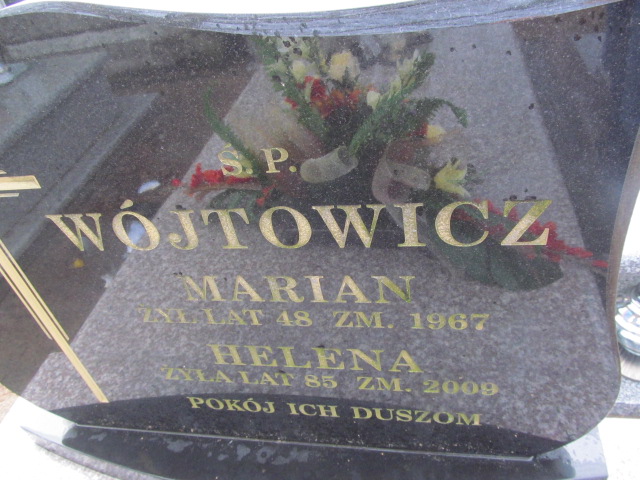 Ś.P.
WÓJTOWICZ
MARIAN
ŻYŁ LAT 48 ZM. 1967
HELENA
ŻYŁA LAT 85 ZM. 2009
POKÓJ ICH DUSZOM